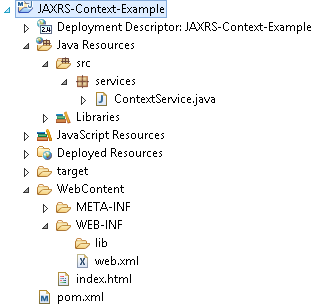 JAXRS-Context-Example
Deployment Descriptor: JAXRS-Context-Example
Java Resources
src
services
ContextService.java
Libraries
JavaScript Resources
Deployed Resources
target
WebContent
META-INF
WEB-INF
lib
web.xml
index.html
pom.xml